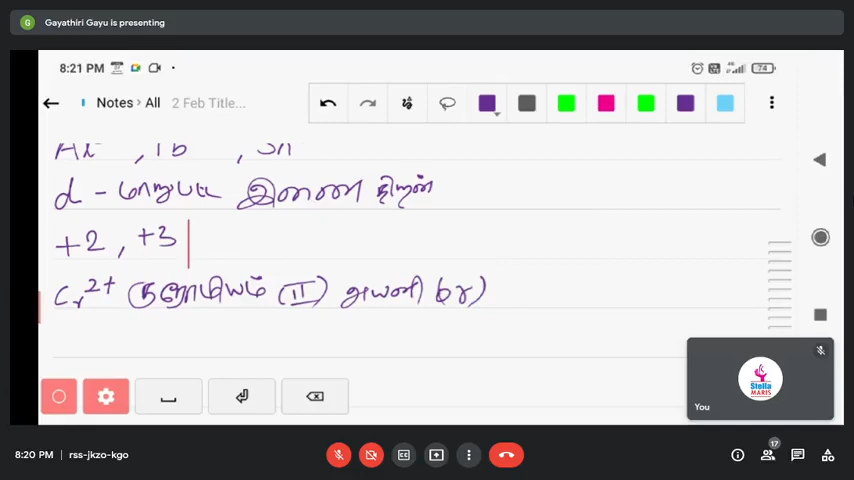 Gayathiri Gayu is presenting
8:21 PM
74
Notes > All 2 Feb Title...
d - மாறுபட்ட இணை திறன்
+2, +3
Cr2+ குரோமியம் (II) அயனி
You
Stella MARIS
8:20 PM rss-jkzo-kgo
17